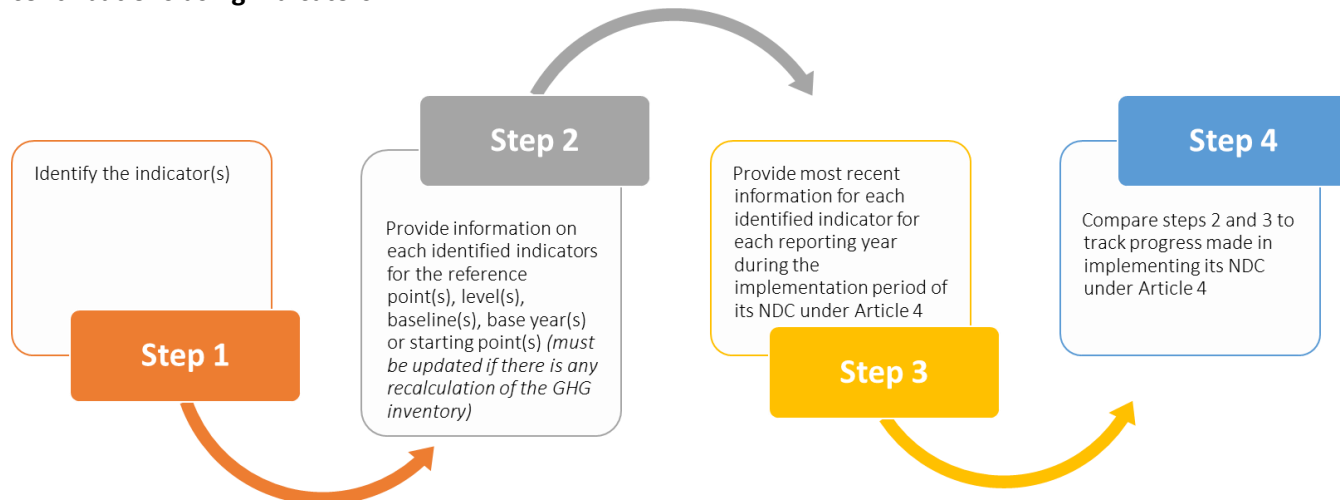 using indicators
Step 1
Identify the indicator(s)
Step 2
Provide information on
each identified indicators
for the reference
point(s), level(s),
baseline(s), base year(s)
or starting point(s) (must
be updated if there is any
recalculation of the GHG
inventory)
Step 3
Provide most recent
information for each
identified indicator for
each reporting year
during the
implementation period of
its NDC under Article 4
Step 4
Compare steps 2 and 3 to
track progress made in
implementing its NDC
under Article 4